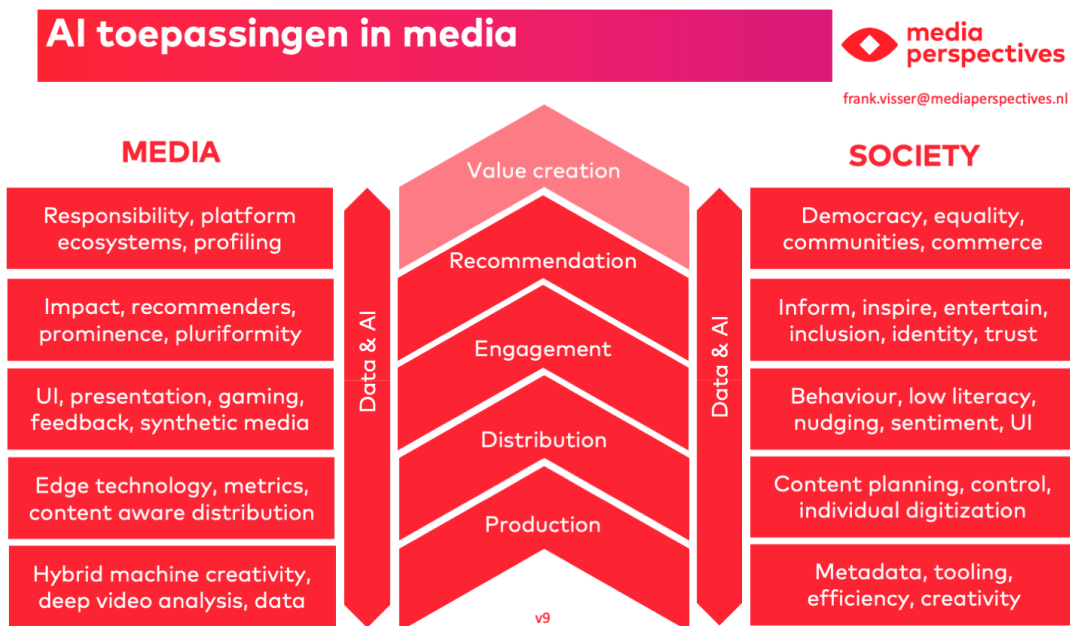 AI toepassingen in media
media
perspectives
frank.visser@mediaperspectives.nl
MEDIA
Responsibility, platform
ecosystems, profiling
Impact, recommenders,
prominence, pluriformity
UI, presentation, gaming,
feedback, synthetic media
Edge technology, metrics,
content aware distribution
Hybrid machine creativity,
deep video analysis, data
Data & AI
Value creation
Recommendation
Engagement
Distribution
Production
v9
Data & AI
SOCIETY
Democracy, equality,
communities, commerce
Inform, inspire, entertain,
inclusion, identity, trust
Behaviour, low literacy,
nudging, sentiment, UI
Content planning, control,
individual digitization
Metadata, tooling,
efficiency, creativity